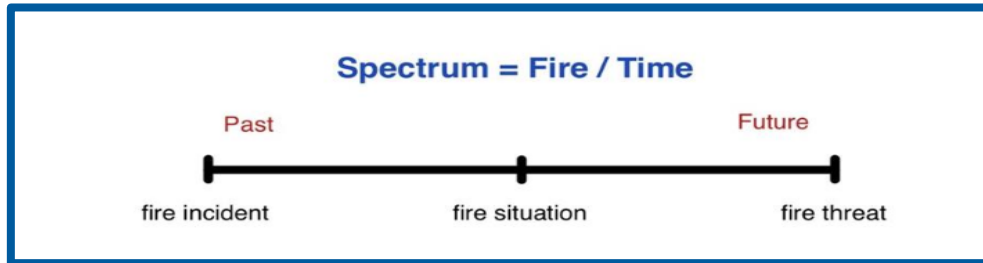 Spectrum = Fire / Time
Past Future
fire incident fire situation fire threat